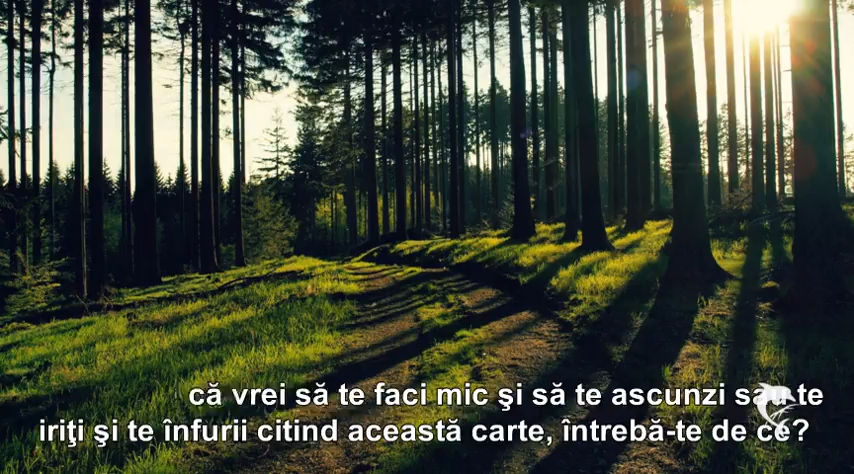 că vrei să te faci mic şi să te ascunzi sau te
iriţi şi te înfurii citind această carte, întrebă-te de ce?